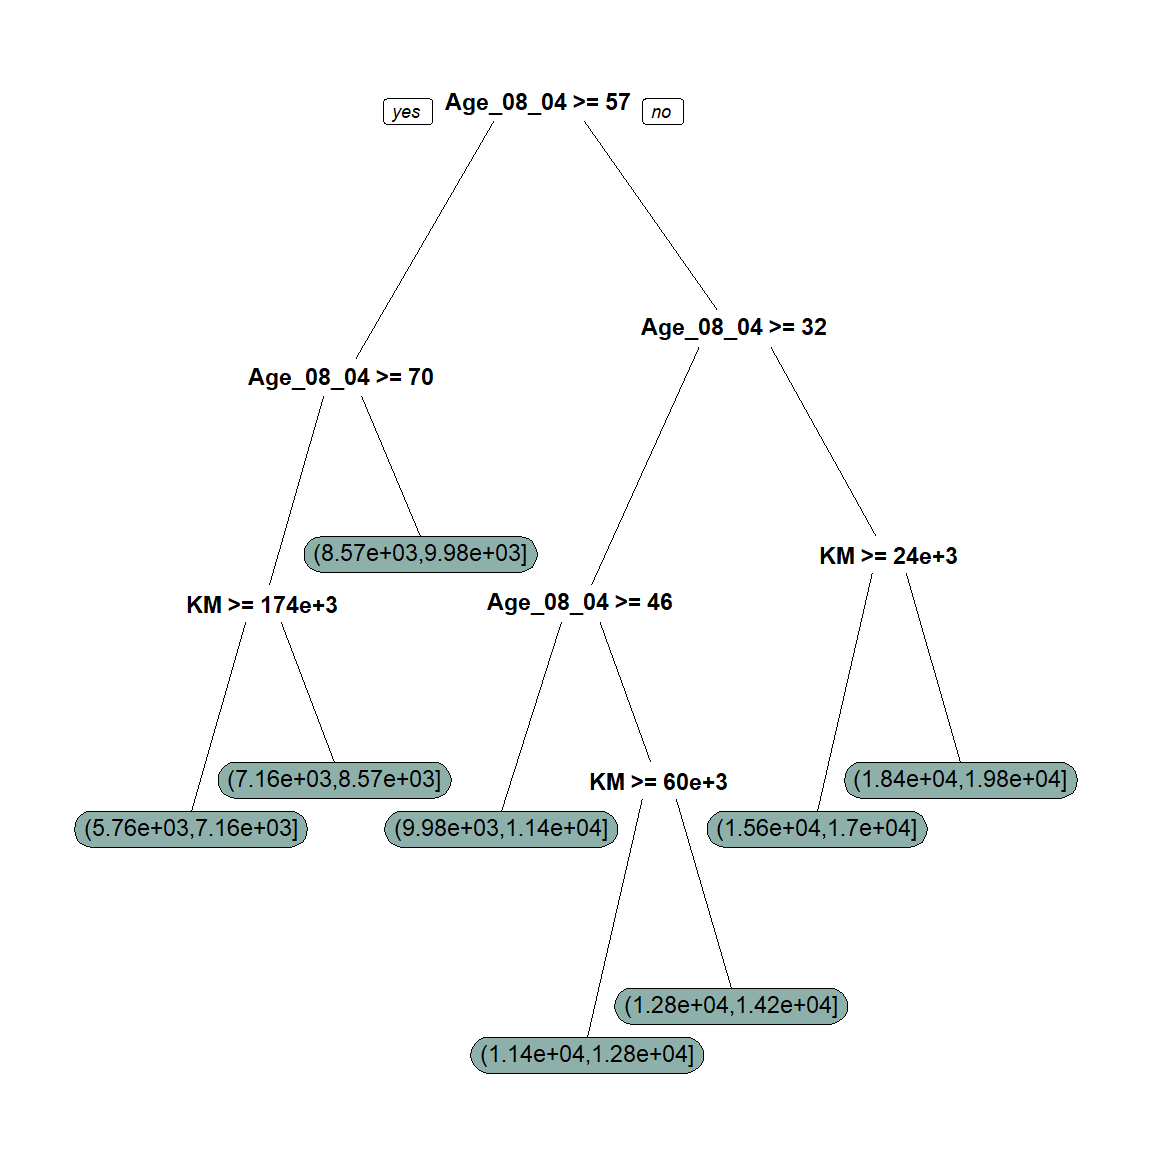 yes
Age_08_04 >= 57
no
Age_08_04 >= 32
Age_08_04 >= 70
(8.57e+03,9.98e+03]
KM >= 24e+3
KM >= 174e+3
Age_08_04 >= 46
(7.16e+03,8.57e+03]
KM >= 60e+3
(1.84e+04,1.98e+04]
(5.76e+03,7.16e+03]
(9.98e+03,1.14e+04]
(1.56e+04,1.7e+04]
(1.28e+04,1.42e+04]
(1.14e+04,1.28e+04]